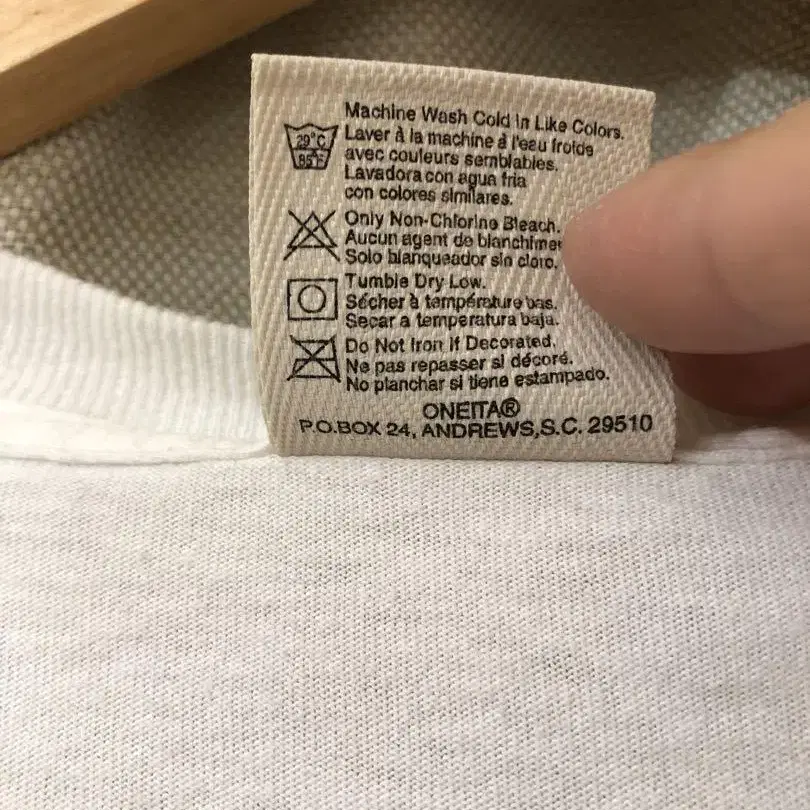 Machine Wash Cold in Like Colors.
29°C
85°F
Laver à la machine à l'eau froide
avec couleurs semblables.
Lavadora con agua fria
con colores similares.
Only Non-Chlorine Bleach.
Aucun agent de blanchimen
Solo blanqueador sin cloro.
Tumble Dry Low.
Sécher à température bas.
Secar a temperatura baja.
Do Not Iron if Decorated.
Ne pas repasser si décoré.
No planchar si tiene estampado.
ONEITA®
P.O.BOX 24, ANDREWS,S.C. 29510